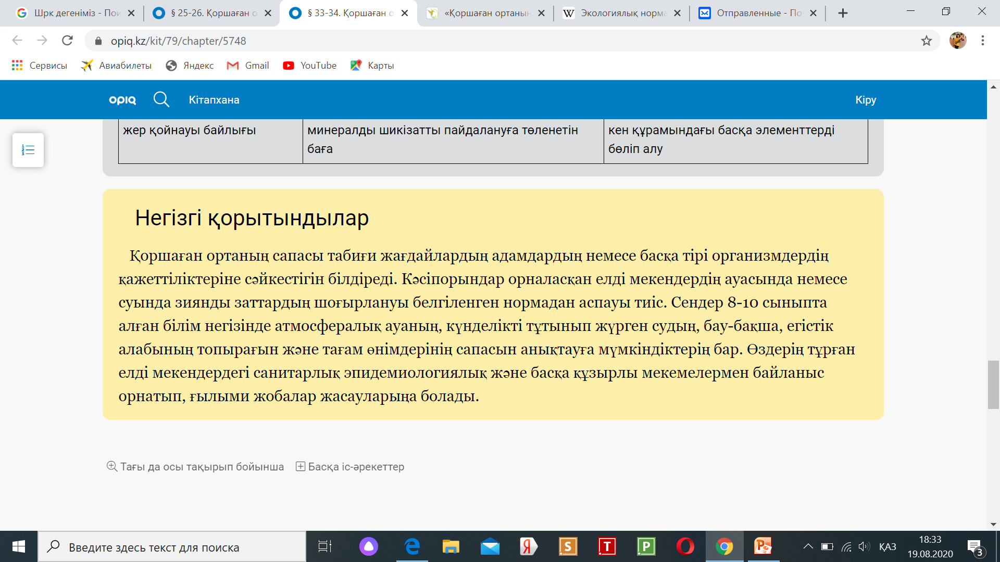 Шрк дегеніміз - Пои
§ 25-26. Қоршаған о
§ 33-34. Қоршаған о
«Қоршаған ортанын
Экологиялық норма
Отправленные - По
opiq.kz/kit/79/chapter/5748
Сервисы Авиабилеты Яндекс Gmail YouTube Карты
opiq Кітапхана Кіру
жер қойнауы байлығы
минералды шикізатты пайдалануға төленетін
баға
кен құрамындағы басқа элементтерді
бөліп алу
Негізгі қорытындылар
Қоршаған ортаның сапасы табиғи жағдайлардың адамдардың немесе басқа тірі организмдердің
қажеттіліктеріне сәйкестігін білдіреді. Кәсіпорындар орналасқан елді мекендердің ауасында немесе
суында зиянды заттардың шоғырлануы белгіленген нормадан аспауы тиіс. Сендер 8-10 сыныпта
алған білім негізінде атмосфералық ауаның, күнделікті тұтынып жүрген судың, бау-бақша, егістік
алабының топырағын және тағам өнімдерінің сапасын анықтауға мүмкіндіктерің бар. Өздерің тұрған
елді мекендердегі санитарлық эпидемиологиялық және басқа құзырлы мекемелермен байланыс
орнатып, ғылыми жобалар жасауларыңа болады.
Тағы да осы тақырып бойынша Басқа іс-әрекеттер
Введите здесь текст для поиска
ҚАЗ
18:33
19.08.2020
3